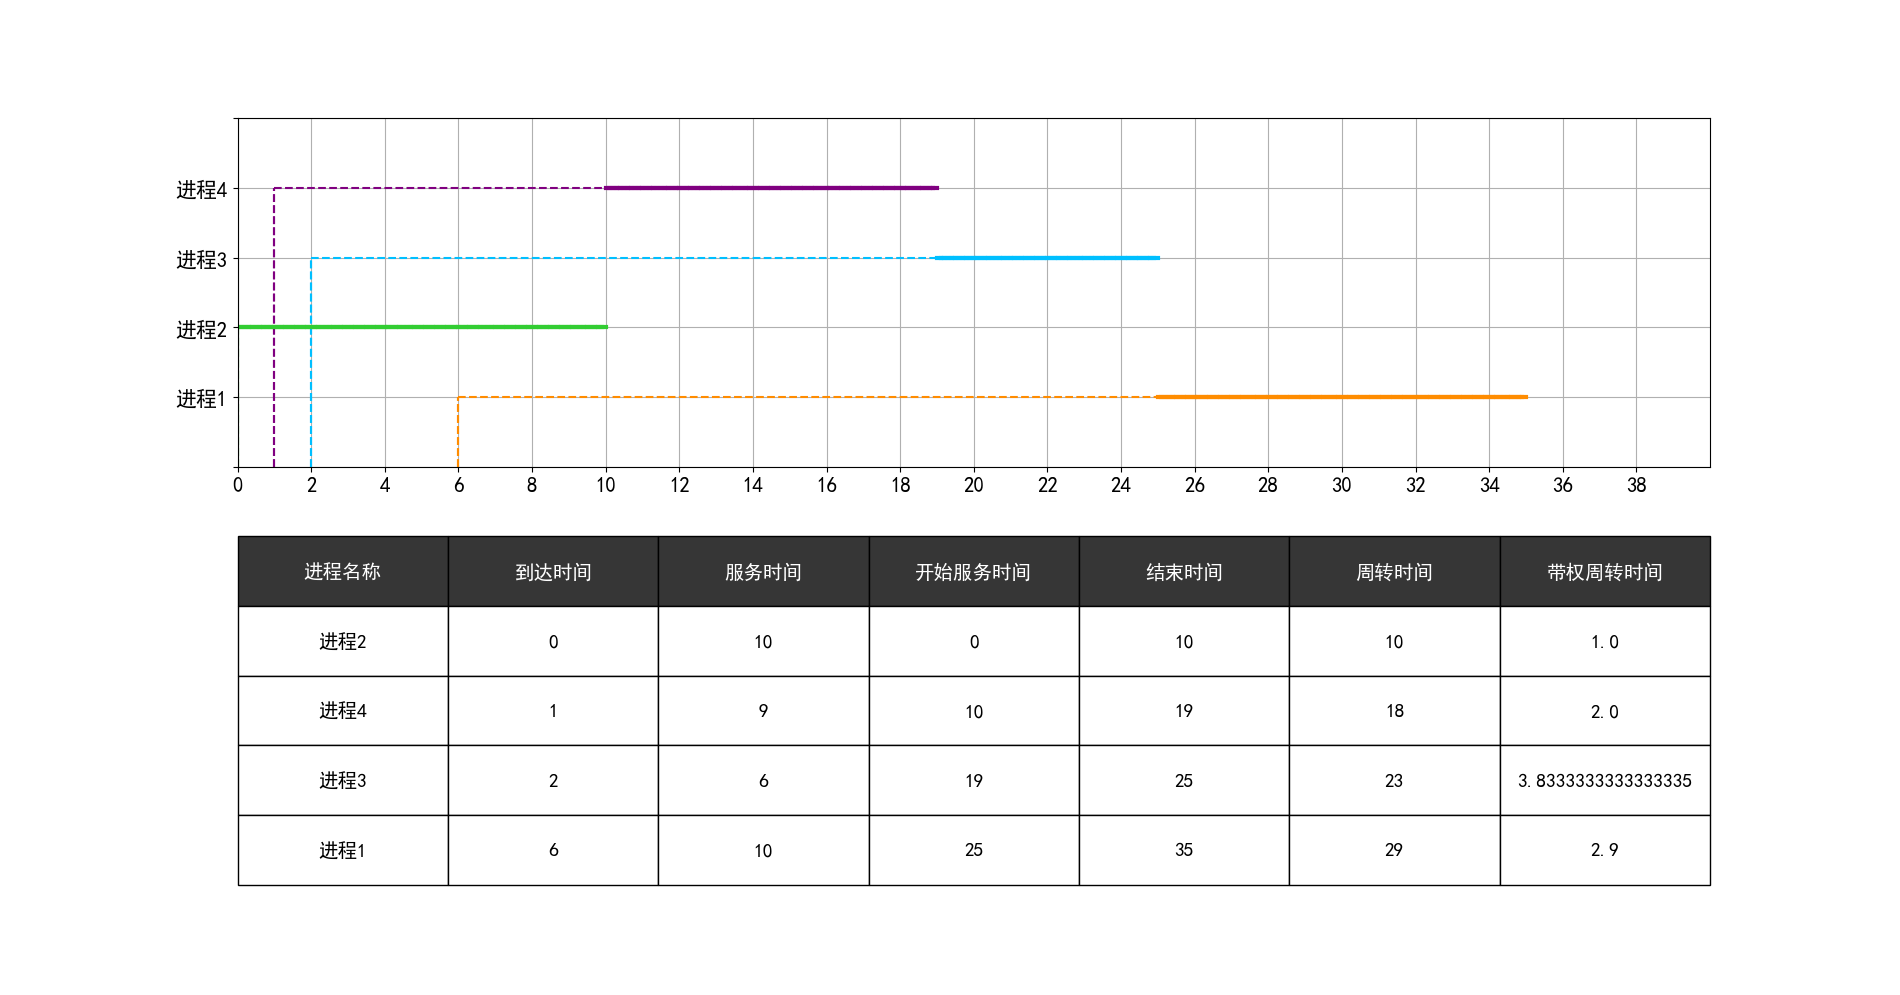 进程4
进程3
进程2
进程1
0 2 4 6 8 10 12 14 16 18 20 22 24 26 28 30 32 34 36 38
进程名称 到达时间 服务时间 开始服务时间 结束时间 周转时间 带权周转时间
进程2 0 10 0 10 10 1.0
进程4 1 9 10 19 18 2.0
进程3 2 6 19 25 23 3.8333333333333335
进程1 6 10 25 35 29 2.9